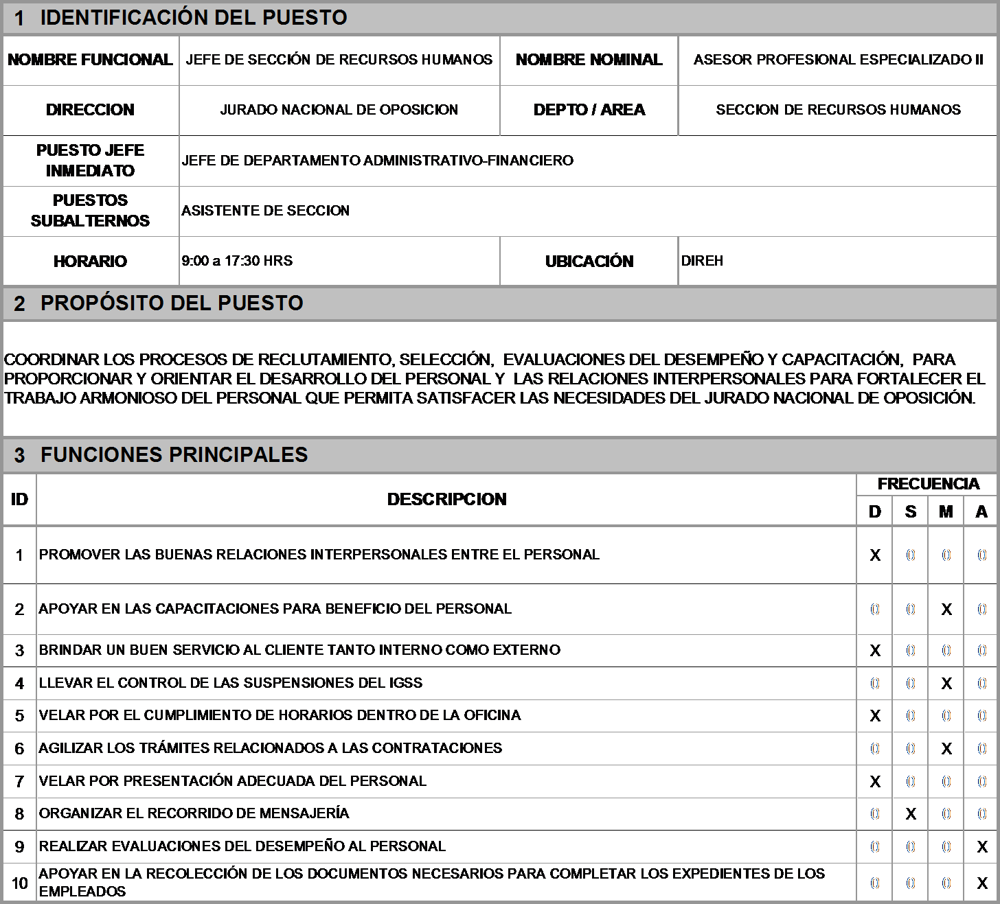 1 IDENTIFICACIÓN DEL PUESTO
NOMBRE FUNCIONAL JEFE DE SECCIÓN DE RECURSOS HUMANOS NOMBRE NOMINAL ASESOR PROFESIONAL ESPECIALIZADO II
DIRECCION JURADO NACIONAL DE OPOSICION DEPTO / AREA SECCION DE RECURSOS HUMANOS
PUESTO JEFE
INMEDIATO
JEFE DE DEPARTAMENTO ADMINISTRATIVO-FINANCIERO
PUESTOS
SUBALTERNOS
ASISTENTE DE SECCION
HORARIO 9:00 a 17:30 HRS UBICACIÓN DIREH
2 PROPÓSITO DEL PUESTO
COORDINAR LOS PROCESOS DE RECLUTAMIENTO, SELECCIÓN, EVALUACIONES DEL DESEMPEÑO Y CAPACITACIÓN, PARA
PROPORCIONAR Y ORIENTAR EL DESARROLLO DEL PERSONAL Y LAS RELACIONES INTERPERSONALES PARA FORTALECER EL
TRABAJO ARMONIOSO DEL PERSONAL QUE PERMITA SATISFACER LAS NECESIDADES DEL JURADO NACIONAL DE OPOSICIÓN.
3 FUNCIONES PRINCIPALES
ID DESCRIPCION FRECUENCIA
D S M A
1 PROMOVER LAS BUENAS RELACIONES INTERPERSONALES ENTRE EL PERSONAL X 0 0 0
2 APOYAR EN LAS CAPACITACIONES PARA BENEFICIO DEL PERSONAL 0 0 X 0
3 BRINDAR UN BUEN SERVICIO AL CLIENTE TANTO INTERNO COMO EXTERNO X 0 0 0
4 LLEVAR EL CONTROL DE LAS SUSPENSIONES DEL IGSS 0 0 X 0
5 VELAR POR EL CUMPLIMIENTO DE HORARIOS DENTRO DE LA OFICINA X 0 0 0
6 AGILIZAR LOS TRÁMITES RELACIONADOS A LAS CONTRATACIONES 0 0 X 0
7 VELAR POR PRESENTACIÓN ADECUADA DEL PERSONAL X 0 0 0
8 ORGANIZAR EL RECORRIDO DE MENSAJERÍA 0 X 0 0
9 REALIZAR EVALUACIONES DEL DESEMPEÑO AL PERSONAL 0 0 0 X
10 APOYAR EN LA RECOLECCIÓN DE LOS DOCUMENTOS NECESARIOS PARA COMPLETAR LOS EXPEDIENTES DE LOS
EMPLEADOS 0 0 0 X